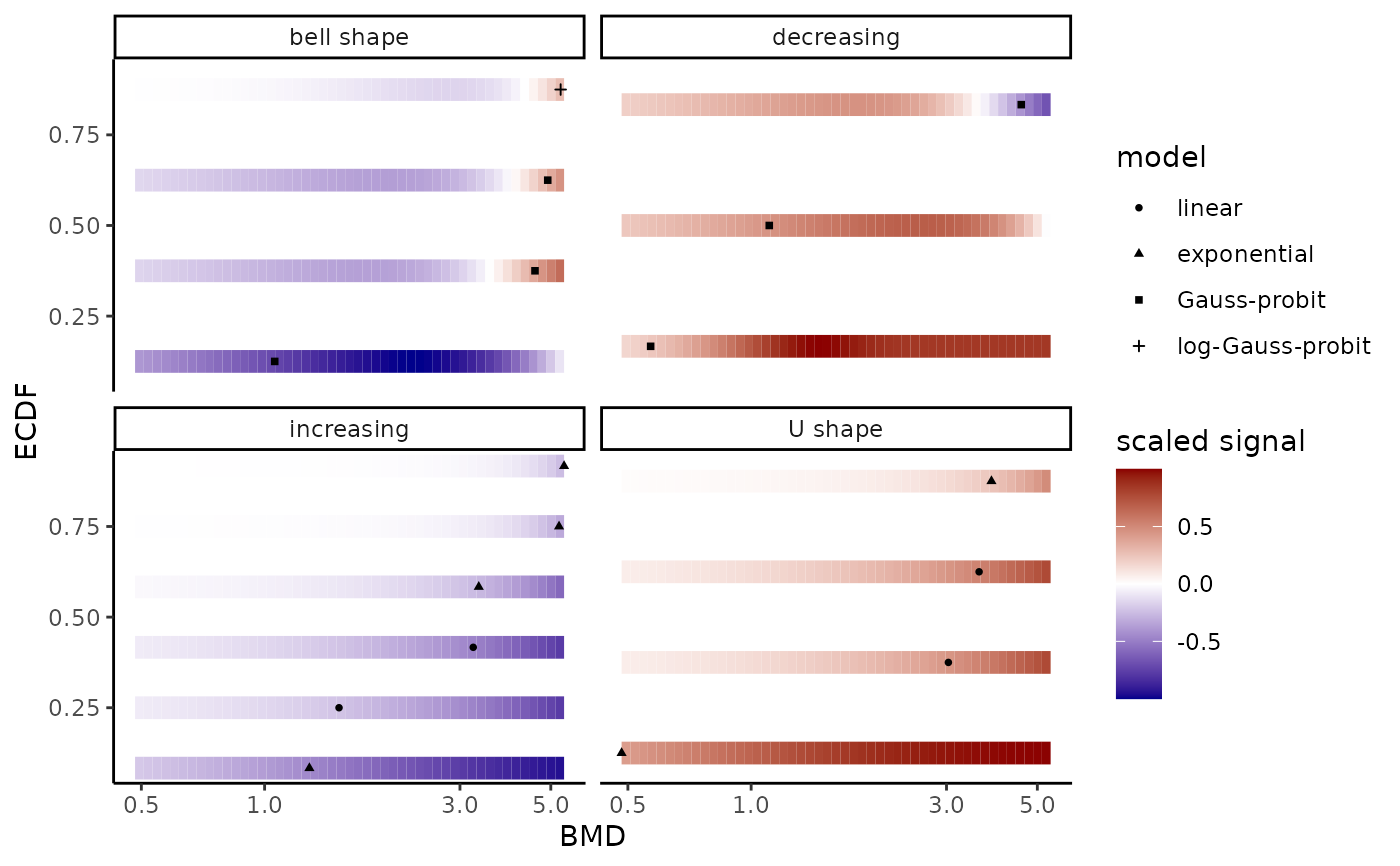 bell shape
decreasing
0.75
0.50
0.25
increasing
U shape
0.75
0.50
0.25
0.5
1.0
3.0
5.0
0.5
1.0
3.0
5.0
BMD
ECDF
model
linear
exponential
Gauss-probit
log-Gauss-probit
scaled signal
0.5
0.0
-0.5